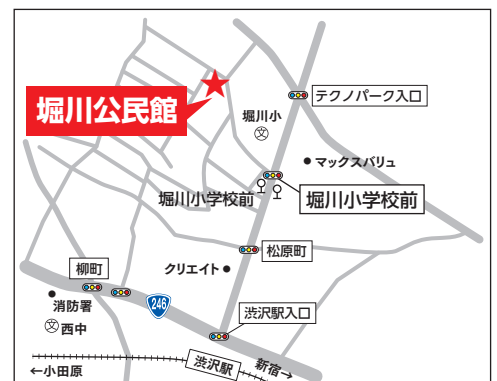 テクノパーク入口
堀川公民館
堀川小
文
マックスバリュ
堀川小学校前
堀川小学校前
松原町
柳町
クリエイト
消防署
246
渋沢駅入口
文西中
渋沢駅
新宿→
←小田原